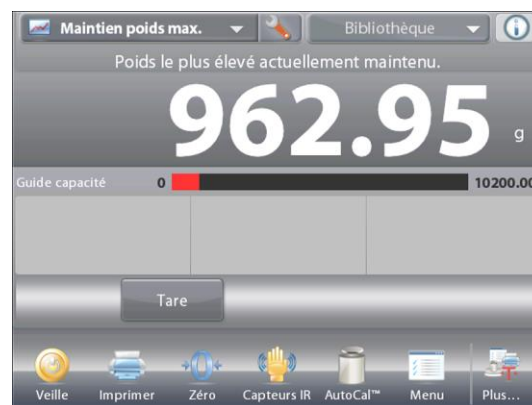 Maintien poids max. Bibliothèque
Poids le plus élevé actuellement maintenu.
962.95 g
Guide capacité 0 10200.00
Tare
Veille Imprimer Zéro Capteurs IR AutoCal™ Menu Plus...